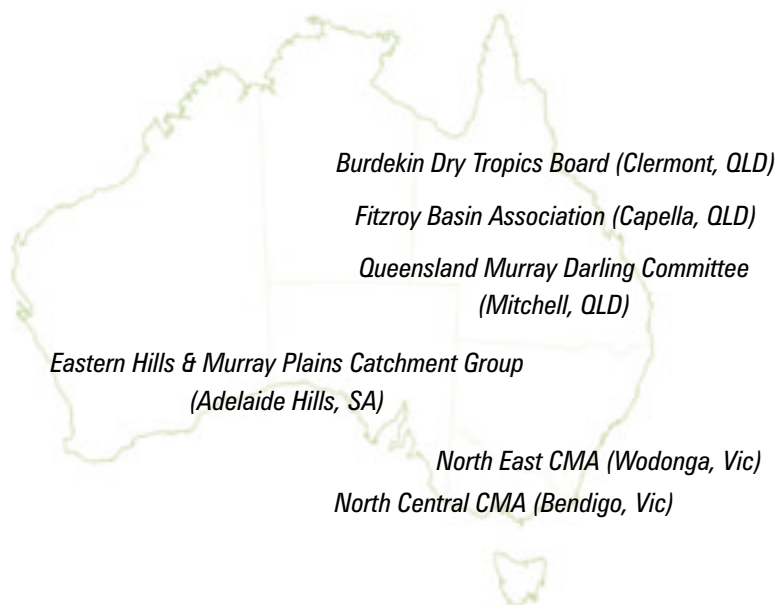 Burdekin Dry Tropics Board (Clermont, QLD)
Fitzroy Basin Association (Capella, QLD)
Queensland Murray Darling Committee
(Mitchell, QLD)
Eastern Hills & Murray Plains Catchment Group
(Adelaide Hills, SA)
North East CMA (Wodonga, Vic)
North Central CMA (Bendigo, Vic)